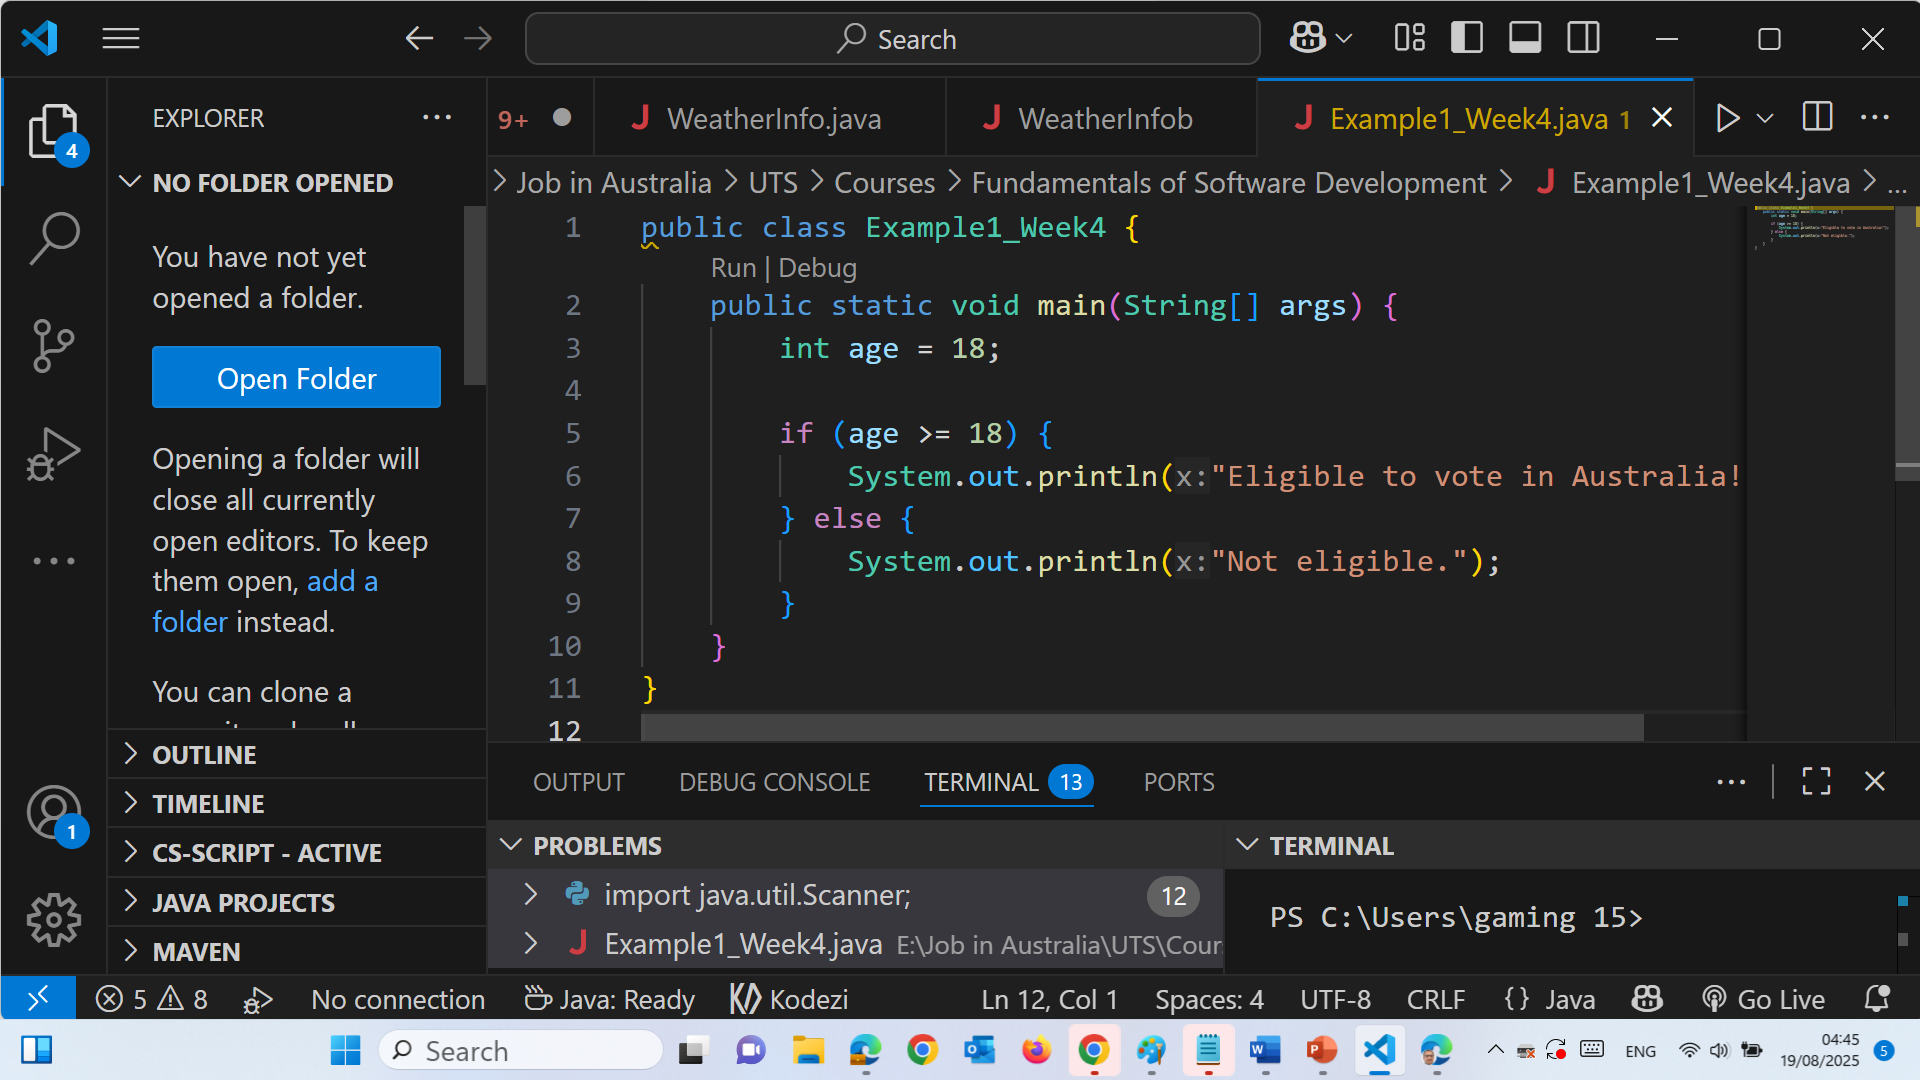 Search
EXPLORER
9+
WeatherInfo.java
WeatherInfob
Example1_Week4.java 1
NO FOLDER OPENED
Job in Australia > UTS > Courses > Fundamentals of Software Development > Example1_Week4.java > ...
4
You have not yet
opened a folder.
Open Folder
Opening a folder will
close all currently
open editors. To keep
them open, add a
folder instead.
You can clone a
OUTLINE
TIMELINE
CS-SCRIPT - ACTIVE
JAVA PROJECTS
MAVEN
1
1 public class Example1_Week4 {
Run | Debug
2 public static void main(String[] args) {
3 int age = 18;
4
5 if (age >= 18) {
6 System.out.println(x:"Eligible to vote in Australia!
7 } else {
8 System.out.println(x:"Not eligible.");
9 }
10 }
11 }
12
OUTPUT
DEBUG CONSOLE
TERMINAL 13
PORTS
PROBLEMS
import java.util.Scanner; 12
Example1_Week4.java E:\Job in Australia\UTS\Cour
TERMINAL
PS C:\Users\gaming 15>
5 8 No connection Java: Ready Kodezi Ln 12, Col 1 Spaces: 4 UTF-8 CRLF {} Java Go Live
Search
ENG
04:45
19/08/2025
5